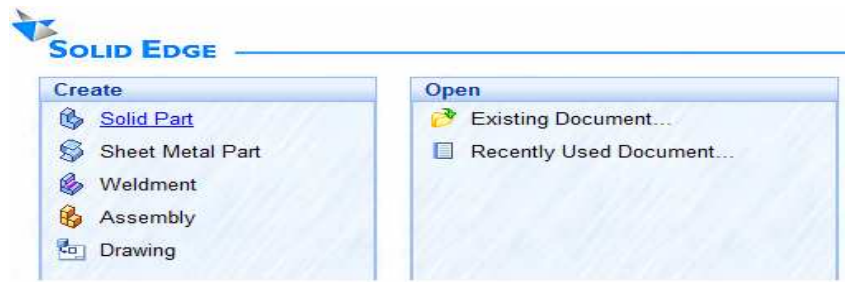 SOLID EDGE
Create
Solid Part
Sheet Metal Part
Weldment
Assembly
Drawing
Open
Existing Document...
Recently Used Document...